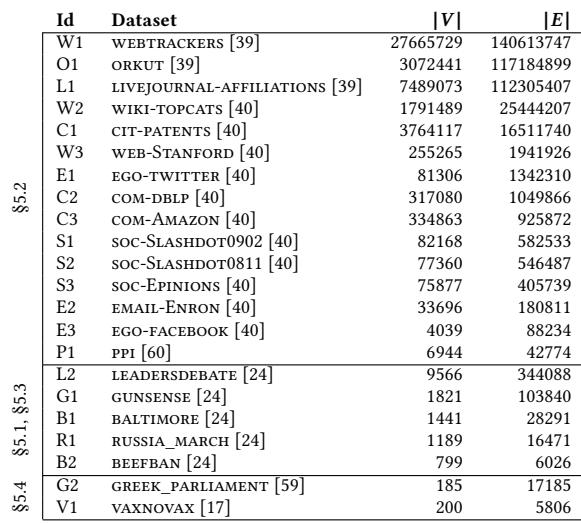 Id Dataset |V| |E|
W1 WEBTRACKERS [39] 27665729 140613747
O1 ORKUT [39] 3072441 117184899
L1 LIVEJOURNAL-AFFILIATIONS [39] 7489073 112305407
W2 WIKI-TOPCATS [40] 1791489 25444207
C1 CIT-PATENTS [40] 3764117 16511740
W3 WEB-STANFORD [40] 255265 1941926
E1 EGO-TWITTER [40] 81306 1342310
C2 COM-DBLP [40] 317080 1049866
§5.2
C3 COM-AMAZON [40] 334863 925872
S1 SOC-SLASHDOT0902 [40] 82168 582533
S2 SOC-SLASHDOT0811 [40] 77360 546487
S3 SOC-EPINIONS [40] 75877 405739
E2 EMAIL-ENRON [40] 33696 180811
E3 EGO-FACEBOOK [40] 4039 88234
P1 PPI [60] 6944 42774
L2 LEADERSDEBATE [24] 9566 344088
G1 GUNSENSE [24] 1821 103840
§5.1, §5.3
B1 BALTIMORE [24] 1441 28291
R1 RUSSIA_MARCH [24] 1189 16471
B2 BEEFBAN [24] 799 6026
§5.4
G2 GREEK_PARLIAMENT [59] 185 17185
V1 VAXNOVAX [17] 200 5806